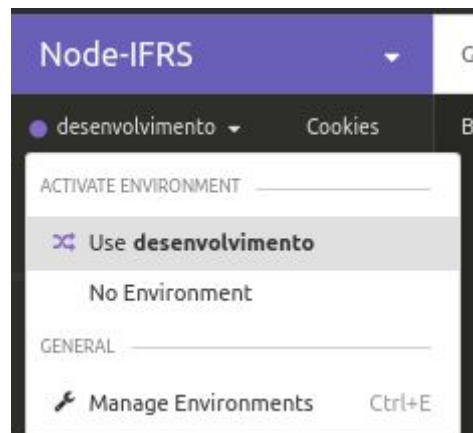 Node-IFRS
desenvolvimento Cookies
ACTIVATE ENVIRONMENT
Use desenvolvimento
No Environment
GENERAL
Manage Environments Ctrl+E